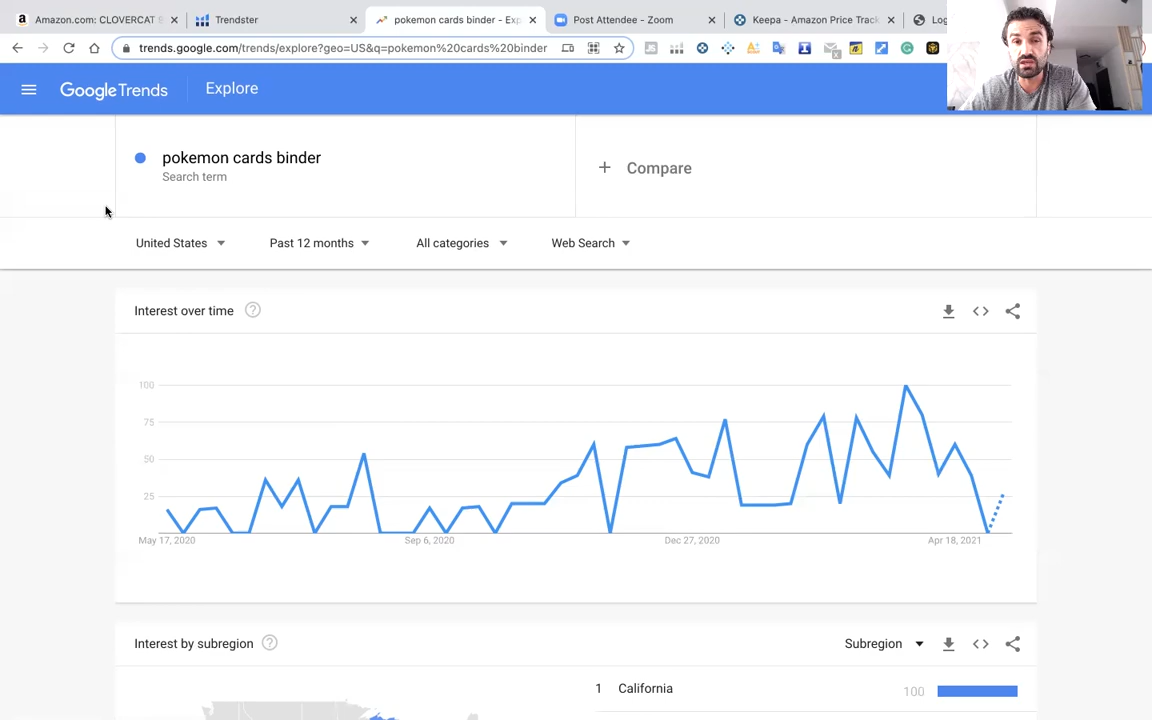 Amazon.com: CLOVERCAT 9
Trendster
pokemon cards binder - Exp
Post Attendee - Zoom
Keepa - Amazon Price Track
Log
trends.google.com/trends/explore?geo=US&q=pokemon%20cards%20binder
Google Trends
Explore
pokemon cards binder
Search term
+ Compare
United States
Past 12 months
All categories
Web Search
Interest over time
100
75
50
25
May 17, 2020
Sep 6, 2020
Dec 27, 2020
Apr 18, 2021
Interest by subregion
Subregion
1 California
100